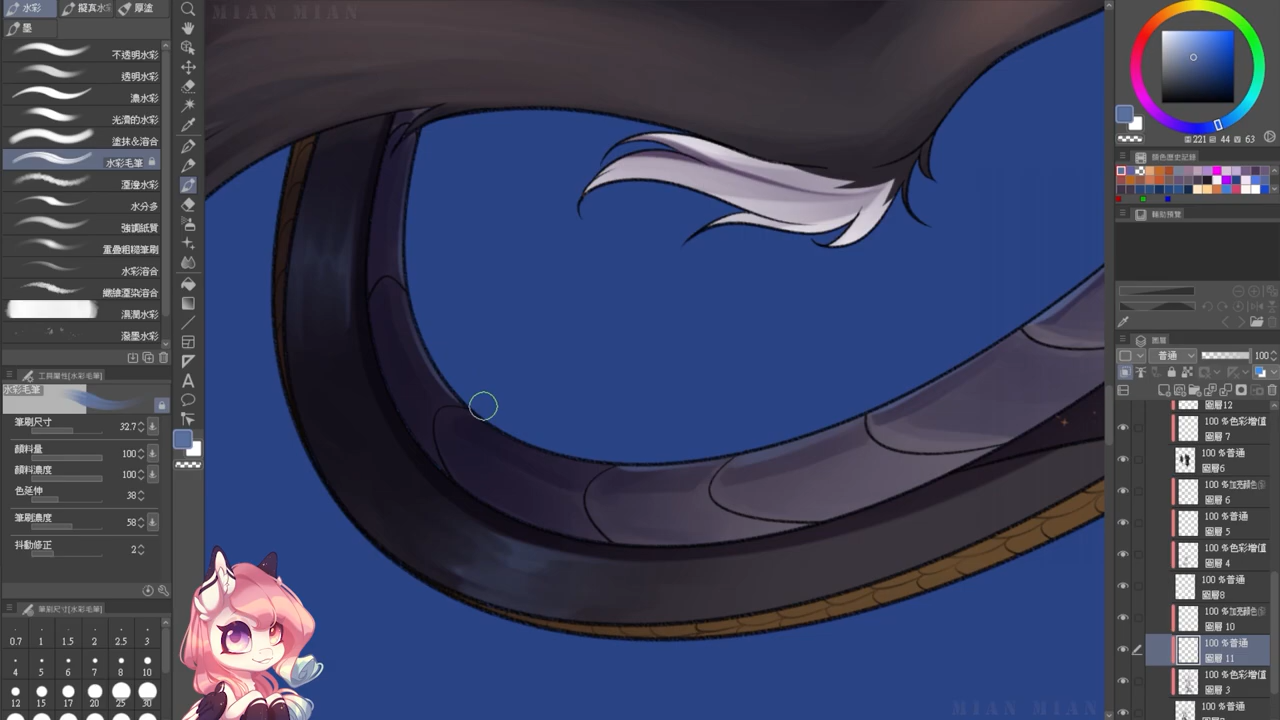 水彩
擬真水彩
厚塗
墨
MIAN MIAN
不透明水彩
透明水彩
濃水彩
光滑的水彩
塗抹&溶合
水彩毛筆
溼潤水彩
水分多
強調紙質
重疊粗糙筆刷
水彩溶合
纖維溼染溶合
溼潑墨水彩
工具屬性[水彩毛筆]
水彩毛筆
筆刷尺寸 32.7
顏料量 100
顏料濃度 100
色延伸 38
筆刷濃度 58
抖動修正 2
筆刷尺寸[水彩毛筆]
0.7 1 1.5 2 2.5 3
4 5 6 7 8 10
12 15 17 20 25 30
221 44 63
顏色歷史記錄
輔助預覽
圖層
普通 100
圖層12
100 %色彩增值
圖層 7
100 %普通
圖層6
100 %加亮顏色
圖層 6
100 %普通
圖層 5
100 %色彩增值
圖層 4
100 %普通
圖層8
100 %加亮顏色
圖層 10
100 %普通
圖層 11
100 %色彩增值
圖層 3
100 %普通
MIAN MIAN